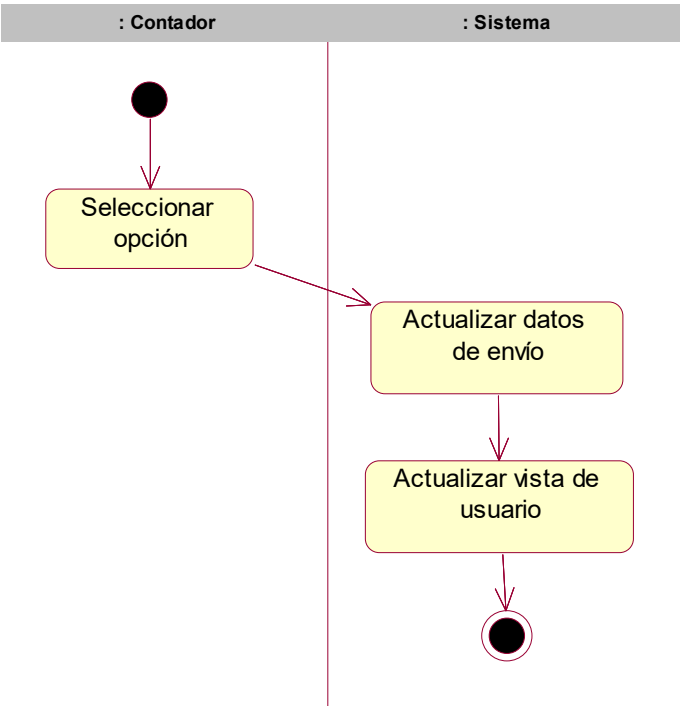 : Contador
: Sistema
Seleccionar
opción
Actualizar datos
de envío
Actualizar vista de
usuario